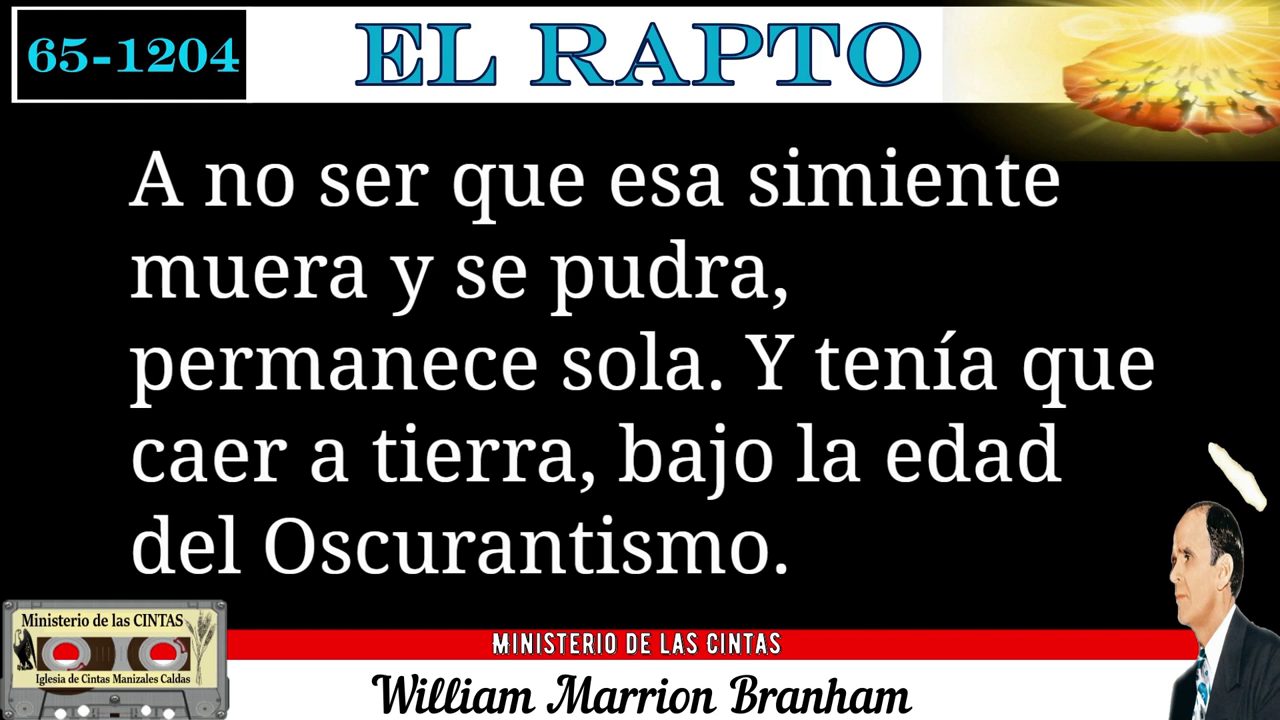 65-1204
EL RAPTO
A no ser que esa simiente
muera y se pudra,
permanece sola. Y tenía que
caer a tierra, bajo la edad
del Oscurantismo.
Ministerio de las CINTAS
Iglesia de Cintas Manizales Caldas
MINISTERIO DE LAS CINTAS
William Marrion Branham